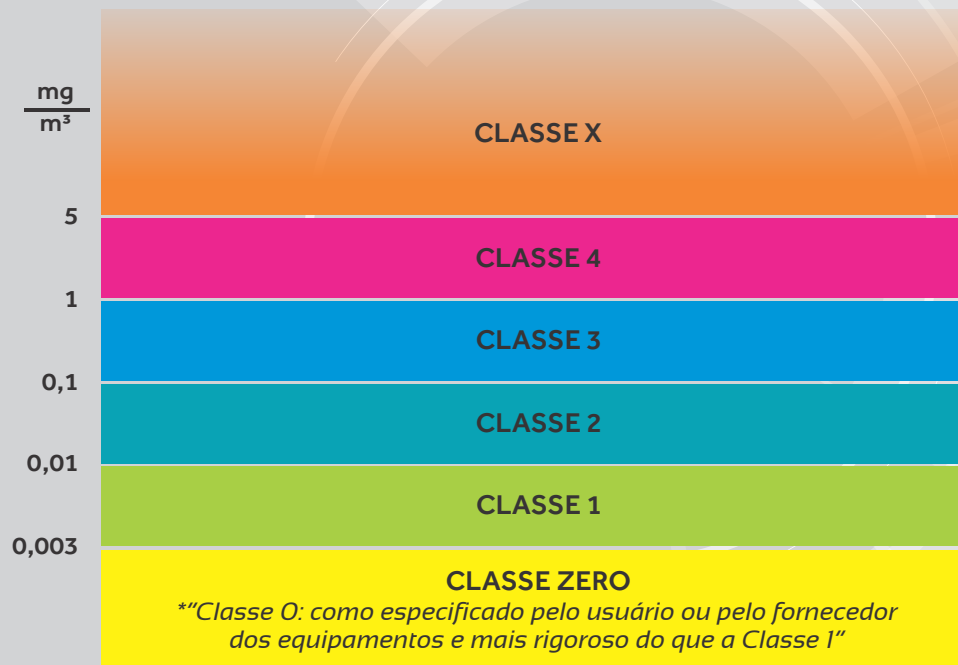 mg
m³
CLASSE X
5
CLASSE 4
1
CLASSE 3
0,1
CLASSE 2
0,01
CLASSE 1
0,003
CLASSE ZERO
*“Classe 0: como especificado pelo usuário ou pelo fornecedor
dos equipamentos e mais rigoroso do que a Classe 1”